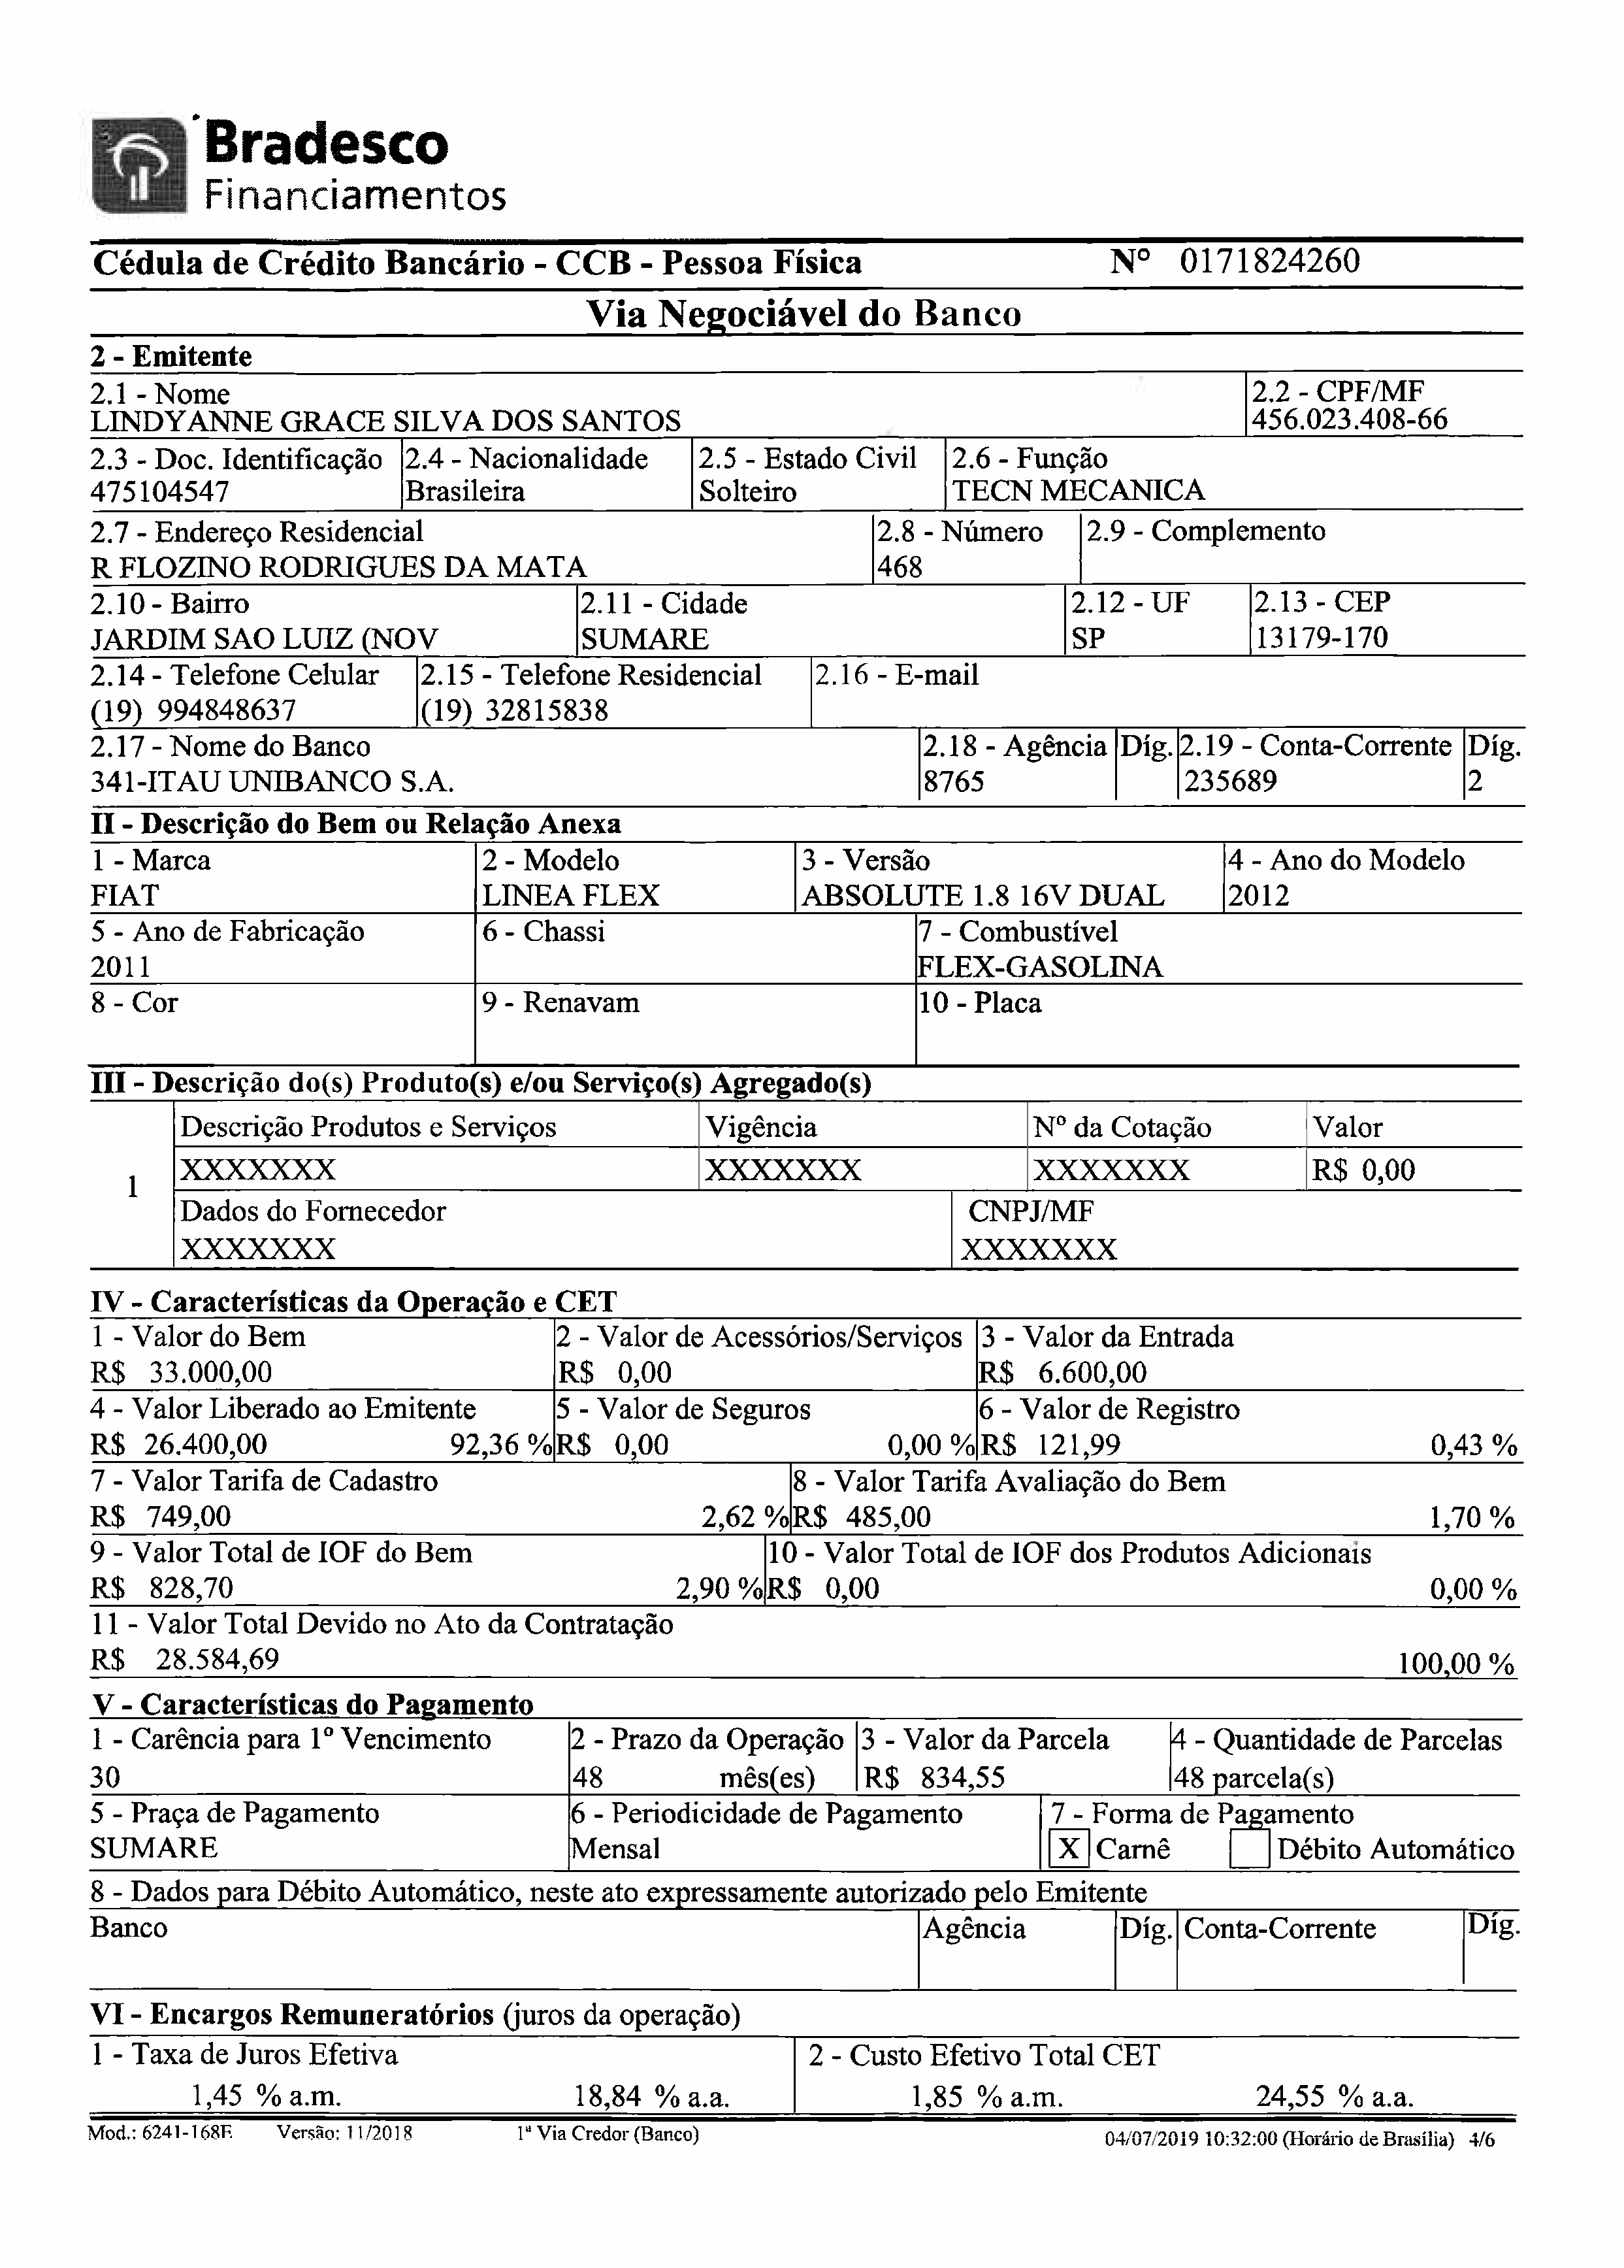 Bradesco
Financiamentos
Cédula de Crédito Bancário - CCB - Pessoa Física Nº 0171824260
Via Negociável do Banco
2 - Emitente
2.1 - Nome 2.2 - CPF/MF
LINDYANNE GRACE SILVA DOS SANTOS 456.023.408-66
2.3 - Doc. Identificação 2.4 - Nacionalidade 2.5 - Estado Civil 2.6 - Função
475104547 Brasileira Solteiro TECN MECANICA
2.7 - Endereço Residencial 2.8 - Número 2.9 - Complemento
R FLOZINO RODRIGUES DA MATA 468
2.10 - Bairro 2.11 - Cidade 2.12 - UF 2.13 - CEP
JARDIM SAO LUIZ (NOV SUMARE SP 13179-170
2.14 - Telefone Celular 2.15 - Telefone Residencial 2.16 - E-mail
(19) 994848637 (19) 32815838
2.17 - Nome do Banco 2.18 - Agência Díg. 2.19 - Conta-Corrente Díg.
341-ITAU UNIBANCO S.A. 8765 235689 2
II - Descrição do Bem ou Relação Anexa
1 - Marca 2 - Modelo 3 - Versão 4 - Ano do Modelo
FIAT LINEA FLEX ABSOLUTE 1.8 16V DUAL 2012
5 - Ano de Fabricação 6 - Chassi 7 - Combustível
2011 FLEX-GASOLINA
8 - Cor 9 - Renavam 10 - Placa
III - Descrição do(s) Produto(s) e/ou Serviço(s) Agregado(s)
Descrição Produtos e Serviços Vigência Nº da Cotação Valor
XXXXXXX XXXXXXX XXXXXXX R$ 0,00
1
Dados do Fornecedor CNPJ/MF
XXXXXXX XXXXXXX
IV - Características da Operação e CET
1 - Valor do Bem 2 - Valor de Acessórios/Serviços 3 - Valor da Entrada
R$ 33.000,00 R$ 0,00 R$ 6.600,00
4 - Valor Liberado ao Emitente 5 - Valor de Seguros 6 - Valor de Registro
R$ 26.400,00 92,36 % R$ 0,00 0,00 % R$ 121,99 0,43 %
7 - Valor Tarifa de Cadastro 8 - Valor Tarifa Avaliação do Bem
R$ 749,00 2,62 % R$ 485,00 1,70 %
9 - Valor Total de IOF do Bem 10 - Valor Total de IOF dos Produtos Adicionais
R$ 828,70 2,90 % R$ 0,00 0,00 %
11 - Valor Total Devido no Ato da Contratação
R$ 28.584,69 100,00 %
V - Características do Pagamento
1 - Carência para 1º Vencimento 2 - Prazo da Operação 3 - Valor da Parcela 4 - Quantidade de Parcelas
30 48 mês(es) R$ 834,55 48 parcela(s)
5 - Praça de Pagamento 6 - Periodicidade de Pagamento 7 - Forma de Pagamento
SUMARE Mensal X Carnê Débito Automático
8 - Dados para Débito Automático, neste ato expressamente autorizado pelo Emitente
Banco Agência Díg. Conta-Corrente Díg.
VI - Encargos Remuneratórios (juros da operação)
1 - Taxa de Juros Efetiva 2 - Custo Efetivo Total CET
1,45 % a.m. 18,84 % a.a. 1,85 % a.m. 24,55 % a.a.
Mod.: 6241-168E Versão: 11/2018 1ª Via Credor (Banco) 04/07/2019 10:32:00 (Horário de Brasília) 4/6